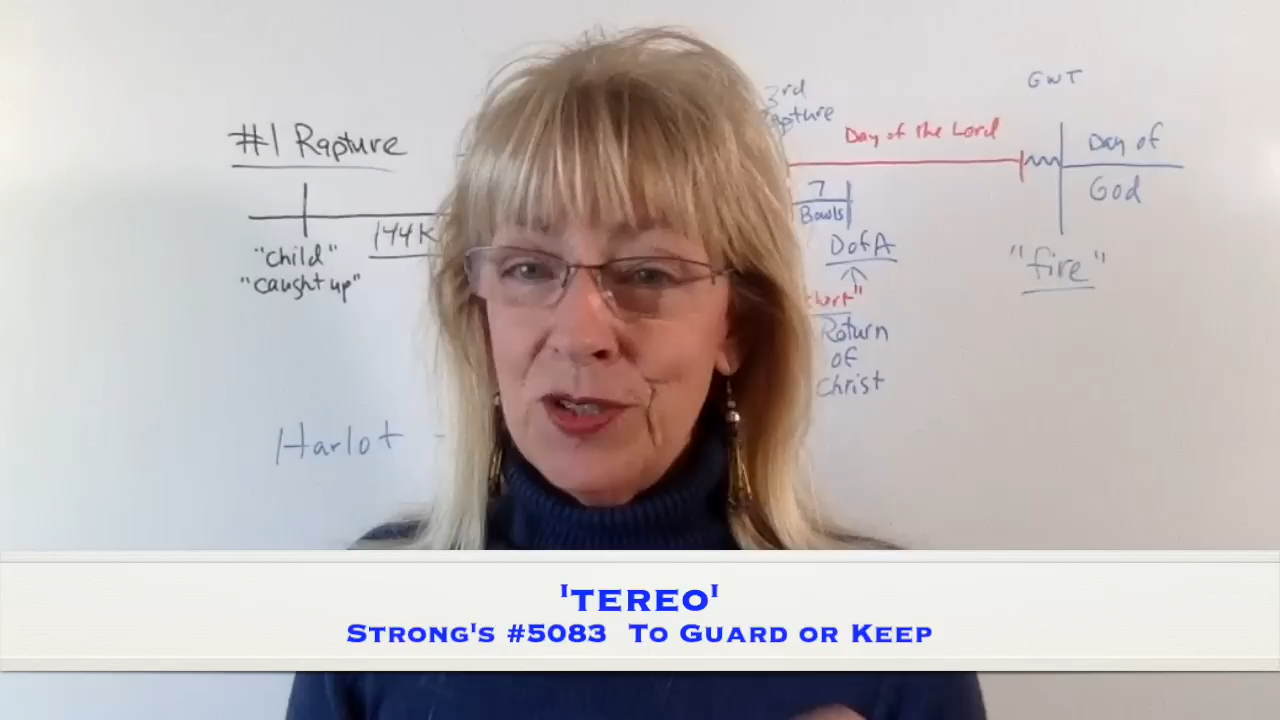 #1 Rapture
"child"
"caught up"
144K
Harlot
3rd
Day of the Lord
7
Bowls
DofA
Return
of
Christ
GWT
Day of
God
"fire"
'TEREO'
STRONG'S #5083 TO GUARD OR KEEP